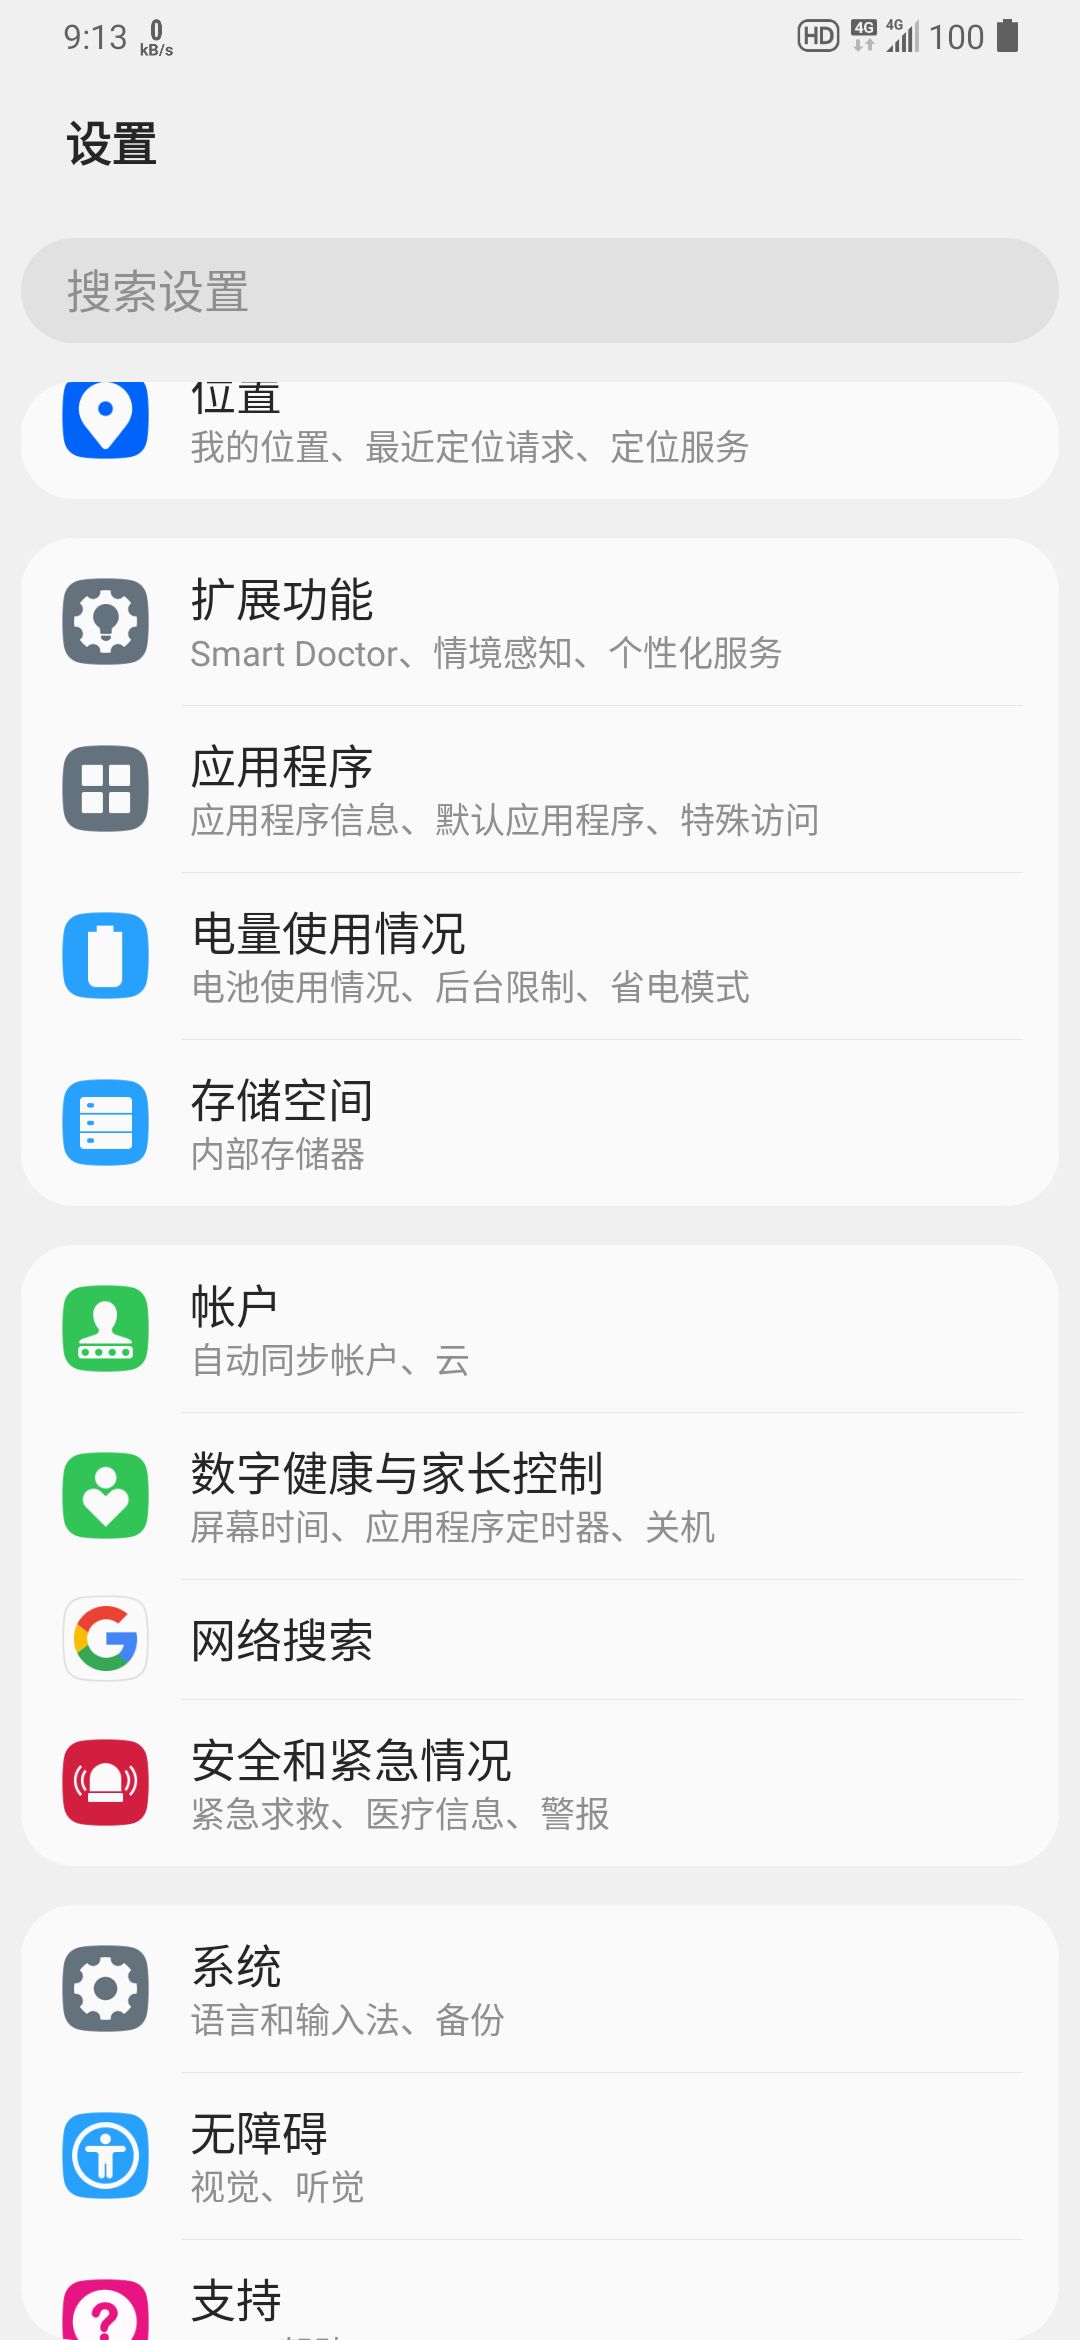 9:13 0 kB/s HD 4G 4G 100
设置
搜索设置
位置
我的位置、最近定位请求、定位服务
扩展功能
Smart Doctor、情境感知、个性化服务
应用程序
应用程序信息、默认应用程序、特殊访问
电量使用情况
电池使用情况、后台限制、省电模式
存储空间
内部存储器
帐户
自动同步帐户、云
数字健康与家长控制
屏幕时间、应用程序定时器、关机
网络搜索
安全和紧急情况
紧急求救、医疗信息、警报
系统
语言和输入法、备份
无障碍
视觉、听觉
支持